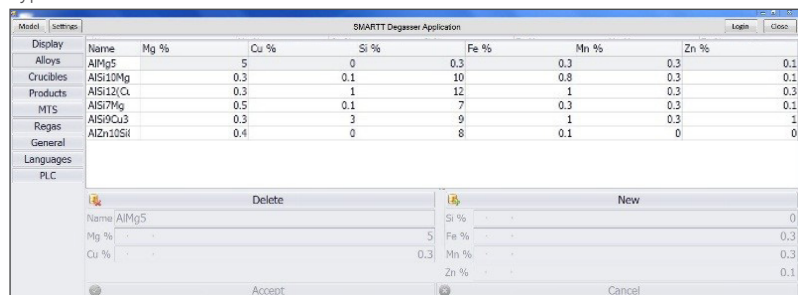 Model Settings SMARTT Degasser Application Login Close
Display
Alloys
Crucibles
Products
MTS
Regas
General
Languages
PLC
Name Mg % Cu % Si % Fe % Mn % Zn %
AlMg5 5 0 0.3 0.3 0.3 0.1
AlSi10Mg 0.3 0.1 10 0.8 0.3 0.1
AlSi12(Cu 0.3 1 12 1 0.3 0.3
AlSi7Mg 0.5 0.1 7 0.3 0.3 0.1
AlSi9Cu3 0.3 3 9 1 0.3 1
AlZn10Si8 0.4 0 8 0.1 0 0
Delete New
Name AlMg5 Si % 0
Mg % 5 Fe % 0.3
Cu % 0.3 Mn % 0.3
Zn % 0.1
Accept Cancel